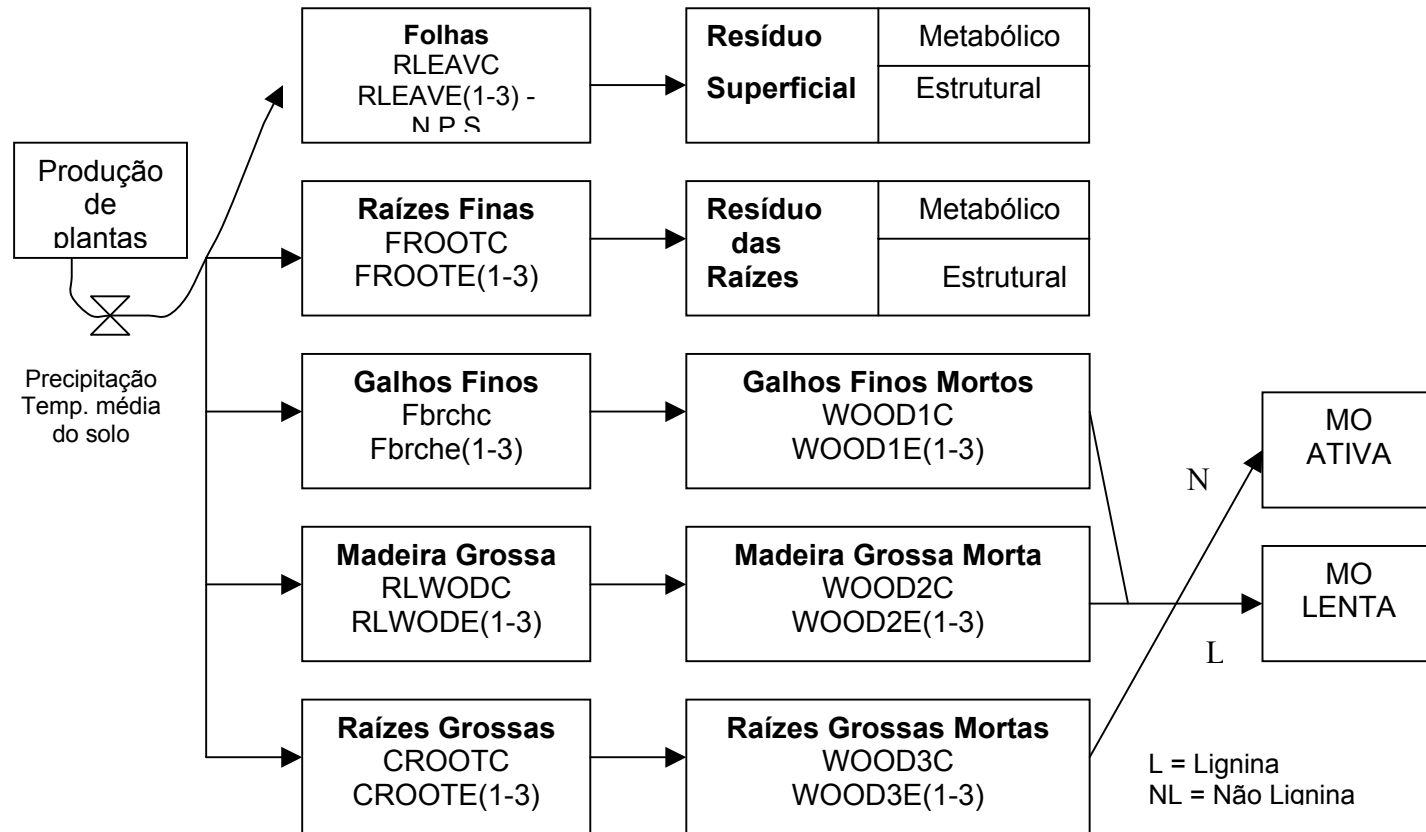 Folhas
RLEAVC
RLEAVE(1-3) -
N,P,S
Resíduo
Superficial
Metabólico
Estrutural
Produção
de
plantas
Precipitação
Temp. média
do solo
Raízes Finas
FROOTC
FROOTE(1-3)
Resíduo
das
Raízes
Metabólico
Estrutural
Galhos Finos
Fbrchc
Fbrche(1-3)
Galhos Finos Mortos
WOOD1C
WOOD1E(1-3)
MO
ATIVA
N
Madeira Grossa
RLWODC
RLWODE(1-3)
Madeira Grossa Morta
WOOD2C
WOOD2E(1-3)
MO
LENTA
L
Raízes Grossas
CROOTC
CROOTE(1-3)
Raízes Grossas Mortas
WOOD3C
WOOD3E(1-3)
L = Lignina
NL = Não Lignina